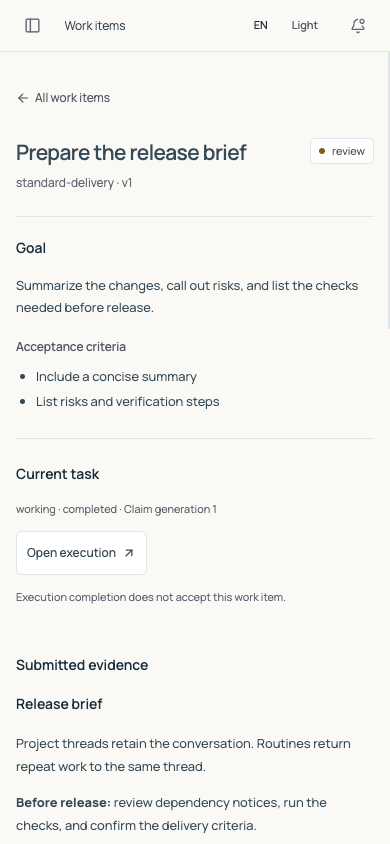 Work items
EN
Light
← All work items
Prepare the release brief
review
standard-delivery · v1
Goal
Summarize the changes, call out risks, and list the checks
needed before release.
Acceptance criteria
• Include a concise summary
• List risks and verification steps
Current task
working · completed · Claim generation 1
Open execution ↗
Execution completion does not accept this work item.
Submitted evidence
Release brief
Project threads retain the conversation. Routines return
repeat work to the same thread.
Before release: review dependency notices, run the
checks, and confirm the delivery criteria.